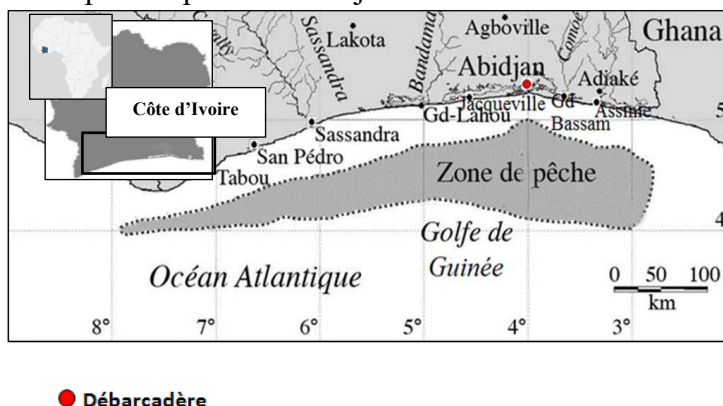 Lakota
Agboville
Ghana
Sassandra
Bandama
Comoé
Abidjan
Adiaké
Côte d'Ivoire
Jacqueville
Gd
Bassam
Assinie
Gd-Lahou
Sassandra
San Pédro
Tabou
Zone de pêche
Golfe de
Guinée
Océan Atlantique
0 50 100
km
5
4
8° 7° 6° 5° 4° 3°
Débarcadère